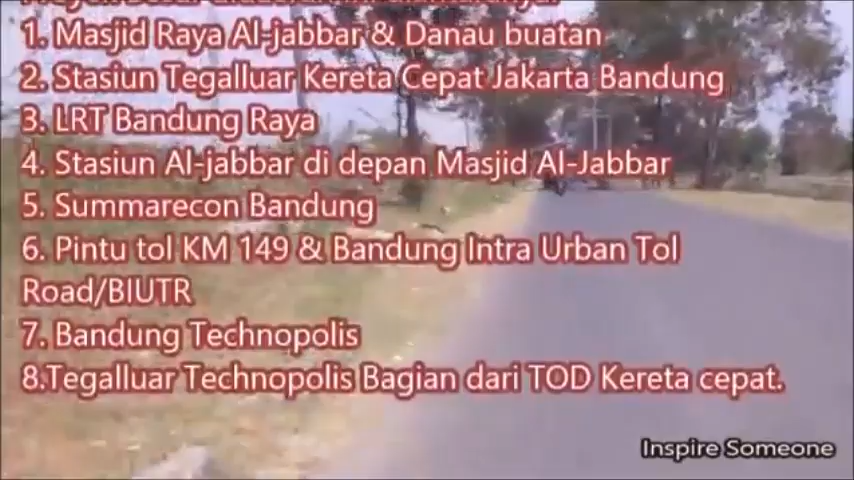 1. Masjid Raya Al-jabbar & Danau buatan
2. Stasiun Tegalluar Kereta Cepat Jakarta Bandung
3. LRT Bandung Raya
4. Stasiun Al-jabbar di depan Masjid Al-Jabbar
5. Summarecon Bandung
6. Pintu tol KM 149 & Bandung Intra Urban Tol
Road/BIUTR
7. Bandung Technopolis
8.Tegalluar Technopolis Bagian dari TOD Kereta cepat.
Inspire Someone